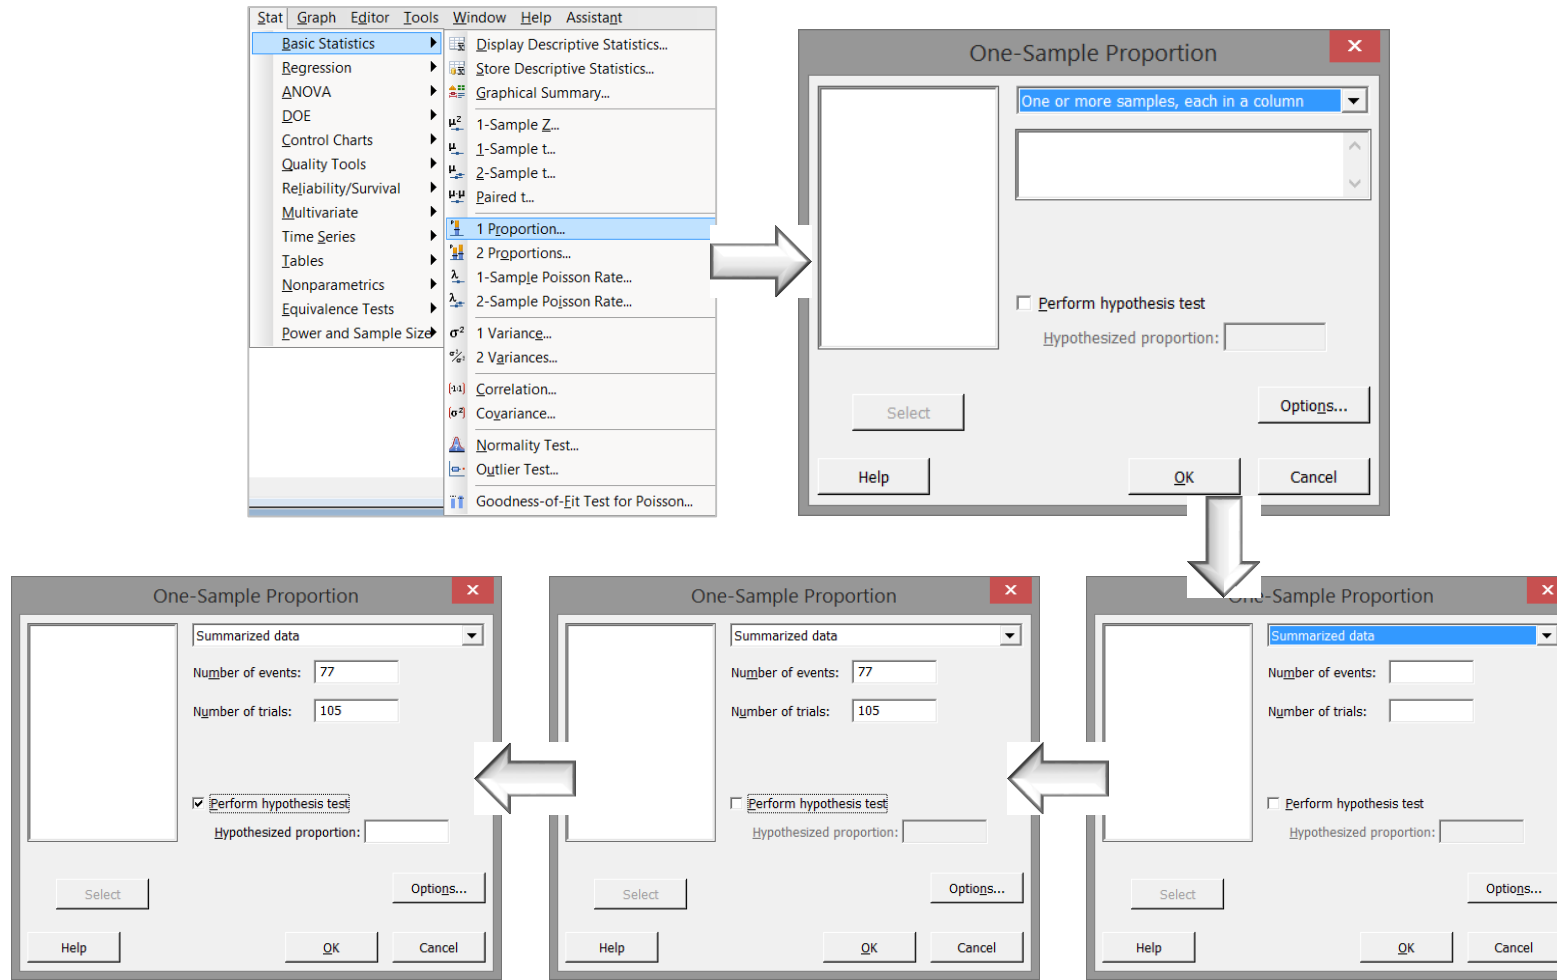 Stat Graph Editor Tools Window Help Assistant
Basic Statistics
Regression
ANOVA
DOE
Control Charts
Quality Tools
Reliability/Survival
Multivariate
Time Series
Tables
Nonparametrics
Equivalence Tests
Power and Sample Size
Display Descriptive Statistics...
Store Descriptive Statistics...
Graphical Summary...
1-Sample Z...
1-Sample t...
2-Sample t...
Paired t...
1 Proportion...
2 Proportions...
1-Sample Poisson Rate...
2-Sample Poisson Rate...
σ² 1 Variance...
2 Variances...
Correlation...
Covariance...
Normality Test...
Outlier Test...
Goodness-of-Fit Test for Poisson...
One-Sample Proportion
One or more samples, each in a column
Perform hypothesis test
Hypothesized proportion:
Select
Options...
Help OK Cancel
One-Sample Proportion
Summarized data
Number of events: 77
Number of trials: 105
Perform hypothesis test
Hypothesized proportion:
Select
Options...
Help OK Cancel
One-Sample Proportion
Summarized data
Number of events: 77
Number of trials: 105
Perform hypothesis test
Hypothesized proportion:
Select
Options...
Help OK Cancel
-Sample Proportion
Summarized data
Number of events:
Number of trials:
Perform hypothesis test
Hypothesized proportion:
Select
Options...
Help OK Cancel